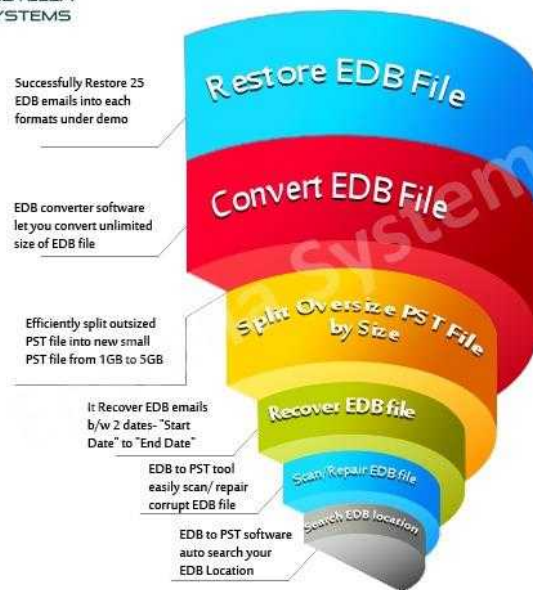 YSTEMS
Successfully Restore 25
EDB emails into each
formats under demo
Restore EDB File
EDB converter software
let you convert unlimited
size of EDB file
Convert EDB File
Efficiently split outsized
PST file into new small
PST file from 1GB to 5GB
Split Oversize PST File
by Size
It Recover EDB emails
b/w 2 dates- "Start
Date" to "End Date"
Recover EDB file
EDB to PST tool
easily scan/ repair
corrupt EDB file
Scan/Repair EDB file
EDB to PST software
auto search your
EDB Location
Search EDB location